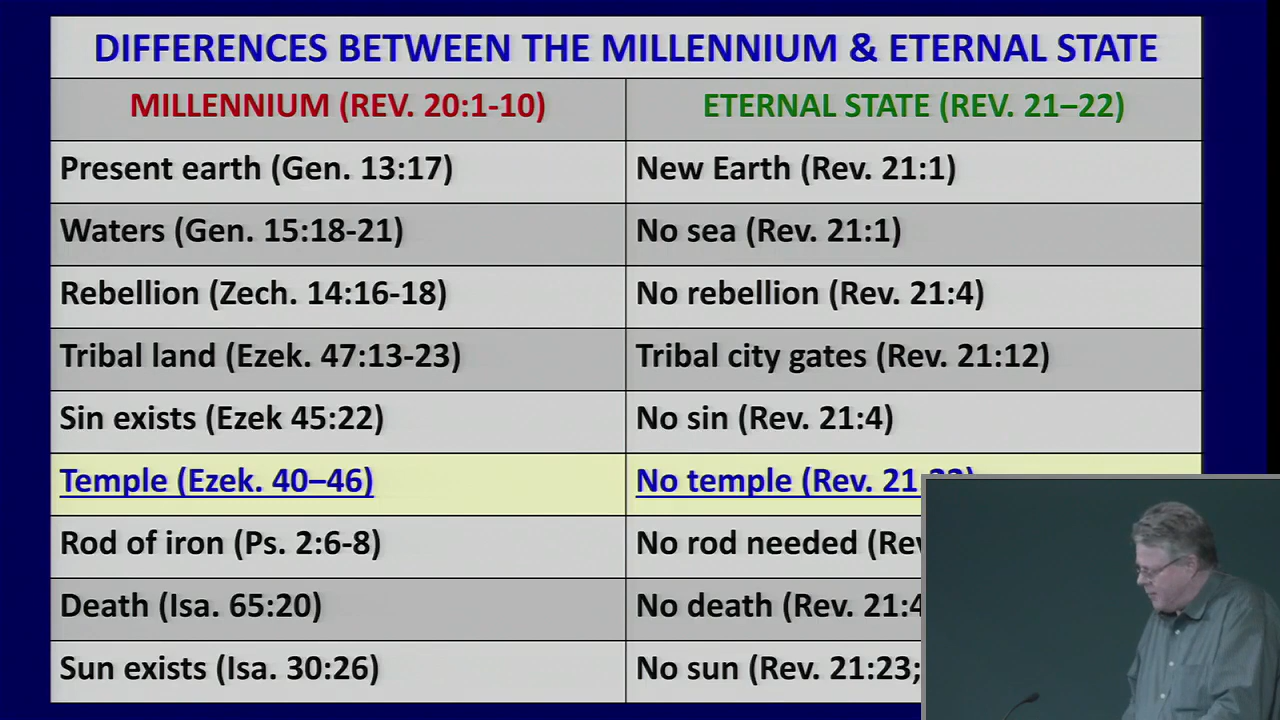 DIFFERENCES BETWEEN THE MILLENNIUM & ETERNAL STATE
MILLENNIUM (REV. 20:1-10)
ETERNAL STATE (REV. 21–22)
Present earth (Gen. 13:17)
New Earth (Rev. 21:1)
Waters (Gen. 15:18-21)
No sea (Rev. 21:1)
Rebellion (Zech. 14:16-18)
No rebellion (Rev. 21:4)
Tribal land (Ezek. 47:13-23)
Tribal city gates (Rev. 21:12)
Sin exists (Ezek 45:22)
No sin (Rev. 21:4)
Temple (Ezek. 40–46)
No temple (Rev. 21
Rod of iron (Ps. 2:6-8)
No rod needed
Death (Isa. 65:20)
No death (Rev. 21:4
Sun exists (Isa. 30:26)
No sun (Rev. 21:23;